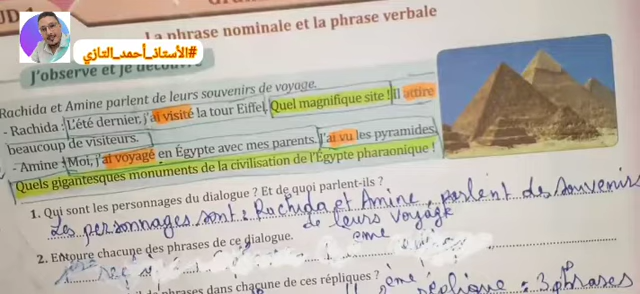 La phrase nominale et la phrase verbale
#الأستاذ_أحمد_التازي
J'observe et je découvre
Rachida et Amine parlent de leurs souvenirs de voyage.
- Rachida : L'été dernier, j'ai visité la tour Eiffel. Quel magnifique site ! Il attire
beaucoup de visiteurs.
- Amine : Moi, j'ai voyagé en Égypte avec mes parents. J'ai vu les pyramides.
Quels gigantesques monuments de la civilisation de l'Égypte pharaonique !
1. Qui sont les personnages du dialogue ? Et de quoi parlent-ils ?
Les personnages sont : Rachida et Amine, parlent des souvenirs
de leurs voyage
2. Entoure chacune des phrases de ce dialogue.
ème
phrases dans chacune de ces répliques ?
ème réplique : 3 phrases